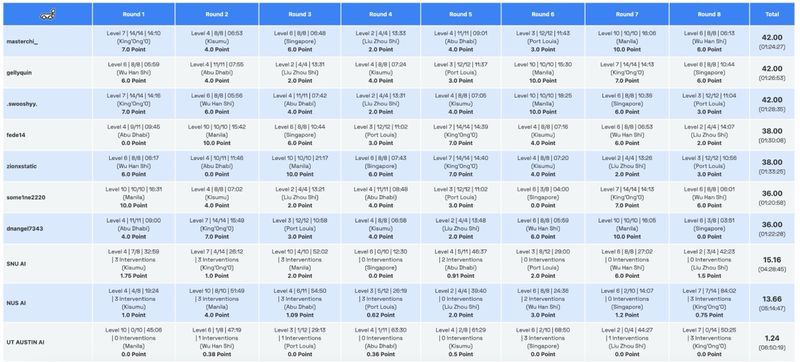 Round 1 Round 2 Round 3 Round 4 Round 5 Round 6 Round 7 Round 8 Total
masterchi_ Level 7 | 14/14 | 14:10 Level 4 | 8/8 | 06:53 Level 6 | 8/8 | 06:48 Level 2 | 4/4 | 13:33 Level 4 | 11/11 | 09:01 Level 3 | 12/12 | 11:43 Level 10 | 10/10 | 16:06 Level 6 | 8/8 | 06:13 42.00
(King'Ong'O) (Kisumu) (Singapore) (Liu Zhou Shi) (Abu Dhabi) (Port Louis) (Manila) (Wu Han Shi) (01:24:27)
7.0 Point 4.0 Point 6.0 Point 2.0 Point 4.0 Point 3.0 Point 10.0 Point 6.0 Point
gellyquin Level 6 | 8/8 | 05:59 Level 4 | 11/11 | 07:55 Level 2 | 4/4 | 13:31 Level 4 | 8/8 | 07:24 Level 3 | 12/12 | 11:37 Level 10 | 10/10 | 15:30 Level 7 | 14/14 | 14:13 Level 6 | 8/8 | 10:44 42.00
(Wu Han Shi) (Abu Dhabi) (Liu Zhou Shi) (Kisumu) (Port Louis) (Manila) (King'Ong'O) (Singapore) (01:26:53)
6.0 Point 4.0 Point 2.0 Point 4.0 Point 3.0 Point 10.0 Point 7.0 Point 6.0 Point
.swooshyy. Level 7 | 14/14 | 14:16 Level 6 | 8/8 | 05:56 Level 4 | 11/11 | 07:42 Level 2 | 4/4 | 13:31 Level 4 | 8/8 | 07:05 Level 10 | 10/10 | 18:25 Level 6 | 8/8 | 10:36 Level 3 | 12/12 | 11:04 42.00
(King'Ong'O) (Wu Han Shi) (Abu Dhabi) (Liu Zhou Shi) (Kisumu) (Manila) (Singapore) (Port Louis) (01:28:35)
7.0 Point 6.0 Point 4.0 Point 2.0 Point 4.0 Point 10.0 Point 6.0 Point 3.0 Point
fede14 Level 4 | 9/11 | 09:45 Level 10 | 10/10 | 15:42 Level 6 | 8/8 | 10:44 Level 3 | 12/12 | 11:02 Level 7 | 14/14 | 14:39 Level 4 | 8/8 | 07:16 Level 6 | 8/8 | 06:53 Level 2 | 4/4 | 14:07 38.00
(Abu Dhabi) (Manila) (Singapore) (Port Louis) (King'Ong'O) (Kisumu) (Wu Han Shi) (Liu Zhou Shi) (01:30:08)
0.0 Point 10.0 Point 6.0 Point 3.0 Point 7.0 Point 4.0 Point 6.0 Point 2.0 Point
zionxstatic Level 6 | 8/8 | 06:17 Level 4 | 10/11 | 11:46 Level 10 | 10/10 | 21:17 Level 6 | 8/8 | 07:43 Level 7 | 14/14 | 14:40 Level 4 | 8/8 | 07:20 Level 2 | 4/4 | 13:26 Level 3 | 12/12 | 10:56 38.00
(Wu Han Shi) (Abu Dhabi) (Manila) (Singapore) (King'Ong'O) (Kisumu) (Liu Zhou Shi) (Port Louis) (01:33:25)
6.0 Point 0.0 Point 10.0 Point 6.0 Point 7.0 Point 4.0 Point 2.0 Point 3.0 Point
some1ne2220 Level 10 | 10/10 | 16:31 Level 4 | 8/8 | 07:02 Level 2 | 4/4 | 13:21 Level 4 | 11/11 | 08:48 Level 3 | 12/12 | 11:02 Level 6 | 3/8 | 04:00 Level 7 | 14/14 | 14:13 Level 6 | 8/8 | 06:01 36.00
(Manila) (Kisumu) (Liu Zhou Shi) (Abu Dhabi) (Port Louis) (Singapore) (King'Ong'O) (Wu Han Shi) (01:20:58)
10.0 Point 4.0 Point 2.0 Point 4.0 Point 3.0 Point 0.0 Point 7.0 Point 6.0 Point
dnangel7343 Level 4 | 11/11 | 09:00 Level 7 | 14/14 | 15:49 Level 3 | 12/12 | 10:58 Level 4 | 8/8 | 06:58 Level 2 | 4/4 | 13:48 Level 6 | 8/8 | 05:59 Level 10 | 10/10 | 16:05 Level 6 | 3/8 | 03:51 36.00
(Abu Dhabi) (King'Ong'O) (Port Louis) (Kisumu) (Liu Zhou Shi) (Wu Han Shi) (Manila) (Singapore) (01:22:28)
4.0 Point 7.0 Point 3.0 Point 4.0 Point 2.0 Point 6.0 Point 10.0 Point 0.0 Point
SNU AI Level 4 | 7/8 | 32:59 Level 7 | 4/14 | 26:12 Level 10 | 4/10 | 52:02 Level 6 | 0/10 | 12:30 Level 4 | 5/11 | 46:37 Level 3 | 8/12 | 29:00 Level 6 | 8/8 | 27:02 Level 2 | 3/4 | 42:23 15.16
| 3 Interventions | 3 Interventions | 3 Interventions | 0 Interventions | 2 Interventions | 0 Interventions | 3 Interventions | 0 Interventions (04:28:45)
(Kisumu) (King'Ong'O) (Manila) (Singapore) (Abu Dhabi) (Port Louis) (Wu Han Shi) (Liu Zhou Shi)
1.75 Point 1.0 Point 2.0 Point 0.0 Point 0.91 Point 2.0 Point 6.0 Point 1.5 Point
NUS AI Level 4 | 4/8 | 19:24 Level 10 | 8/10 | 51:49 Level 4 | 6/11 | 54:50 Level 3 | 5/12 | 26:19 Level 2 | 4/4 | 39:40 Level 6 | 8/8 | 24:36 Level 6 | 2/10 | 14:07 Level 7 | 7/14 | 84:02 13.66
| 3 Interventions | 3 Interventions | 3 Interventions | 2 Interventions | 0 Interventions | 2 Interventions | 0 Interventions | 3 Interventions (05:14:47)
(Kisumu) (Manila) (Abu Dhabi) (Port Louis) (Liu Zhou Shi) (Wu Han Shi) (Singapore) (King'Ong'O)
1.0 Point 4.0 Point 1.09 Point 0.62 Point 2.0 Point 3.0 Point 1.2 Point 0.75 Point
UT AUSTIN AI Level 10 | 0/10 | 45:06 Level 6 | 1/8 | 47:19 Level 3 | 1/12 | 29:13 Level 4 | 1/11 | 63:30 Level 4 | 2/8 | 61:29 Level 6 | 2/10 | 68:50 Level 2 | 0/4 | 44:27 Level 7 | 0/14 | 50:25 1.24
| 0 Interventions | 1 Interventions | 1 Interventions | 0 Interventions | 0 Interventions | 3 Interventions | 1 Interventions | 3 Interventions (06:50:19)
(Manila) (Wu Han Shi) (Port Louis) (Abu Dhabi) (Kisumu) (Singapore) (Liu Zhou Shi) (King'Ong'O)
0.0 Point 0.38 Point 0.0 Point 0.36 Point 0.5 Point 0.0 Point 0.0 Point 0.0 Point